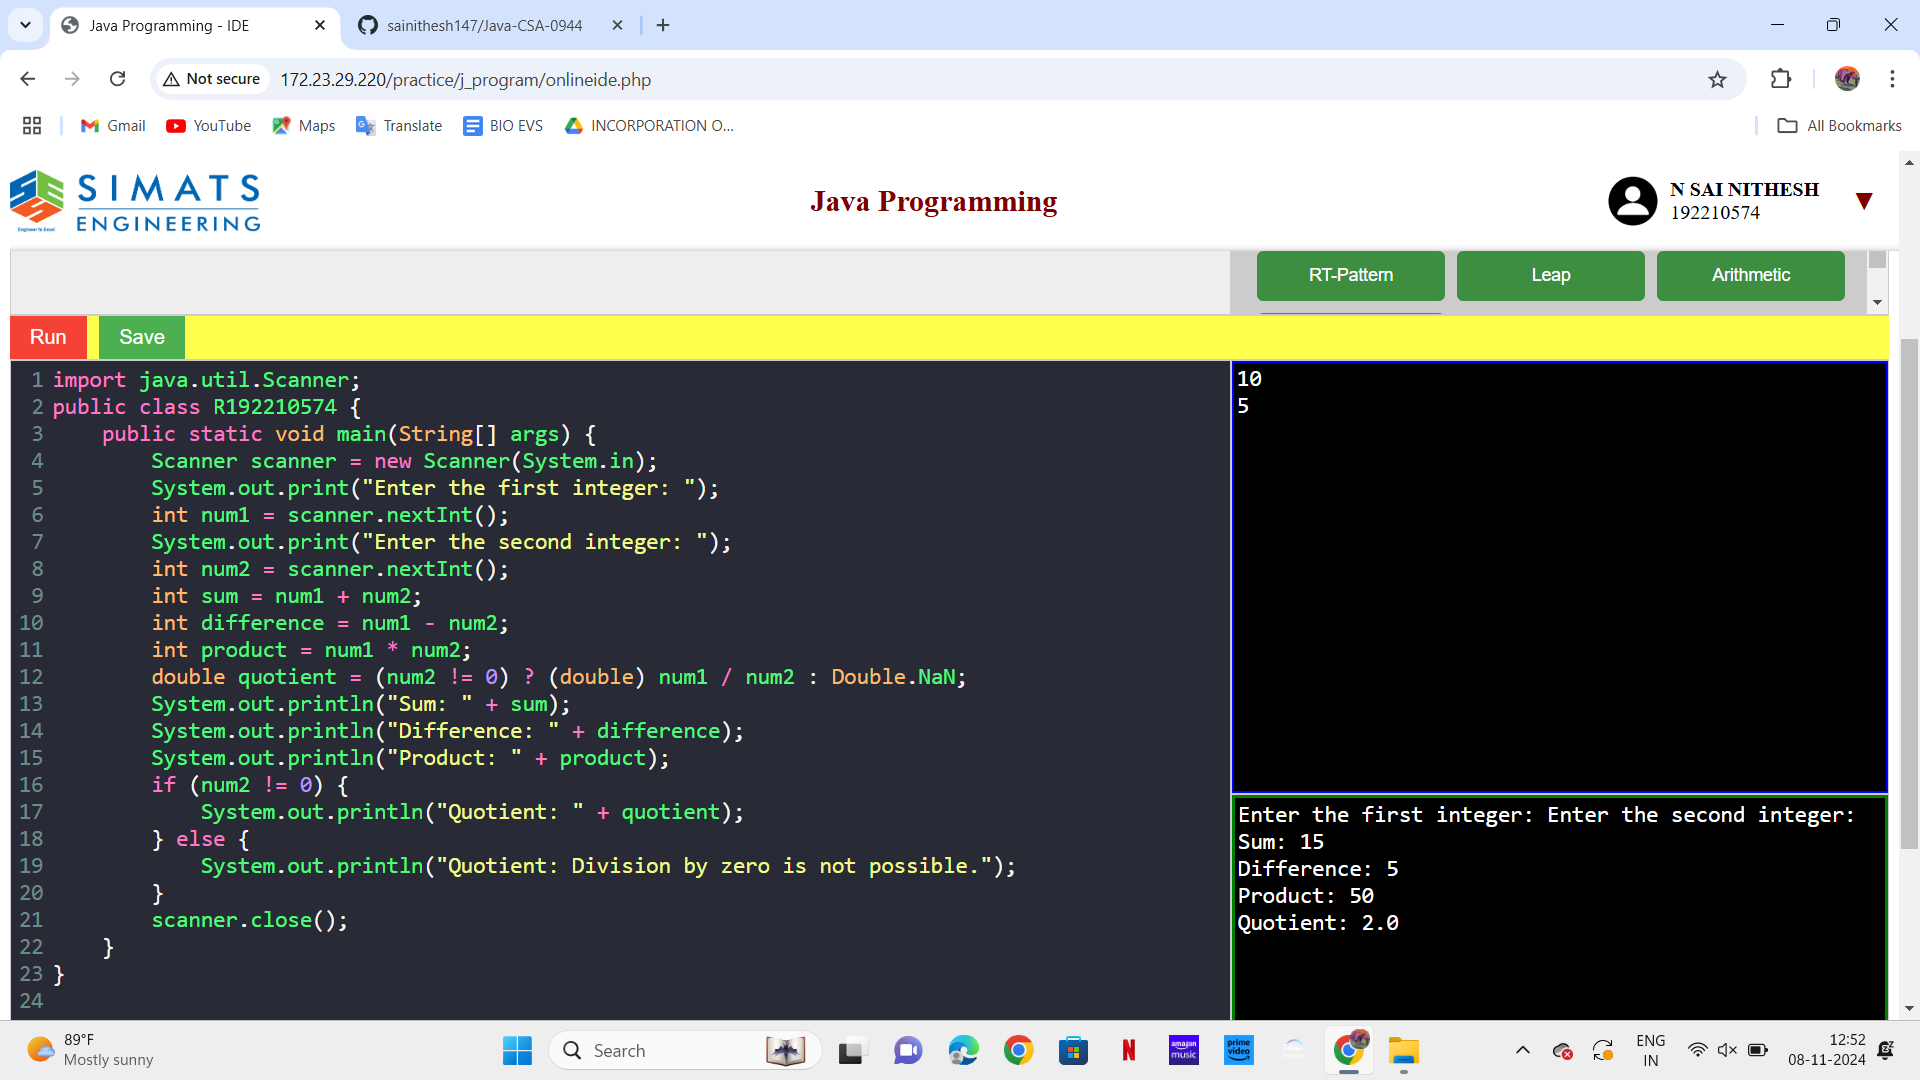 Java Programming - IDE
sainithesh147/Java-CSA-0944
Not secure
172.23.29.220/practice/j_program/onlineide.php
Gmail
YouTube
Maps
Translate
BIO EVS
INCORPORATION O...
All Bookmarks
SIMATS
ENGINEERING
Engineer to Excel
Java Programming
N SAI NITHESH
192210574
RT-Pattern
Leap
Arithmetic
Run
Save
1 import java.util.Scanner;
2 public class R192210574 {
3     public static void main(String[] args) {
4         Scanner scanner = new Scanner(System.in);
5         System.out.print("Enter the first integer: ");
6         int num1 = scanner.nextInt();
7         System.out.print("Enter the second integer: ");
8         int num2 = scanner.nextInt();
9         int sum = num1 + num2;
10         int difference = num1 - num2;
11         int product = num1 * num2;
12         double quotient = (num2 != 0) ? (double) num1 / num2 : Double.NaN;
13         System.out.println("Sum: " + sum);
14         System.out.println("Difference: " + difference);
15         System.out.println("Product: " + product);
16         if (num2 != 0) {
17             System.out.println("Quotient: " + quotient);
18         } else {
19             System.out.println("Quotient: Division by zero is not possible.");
20         }
21         scanner.close();
22     }
23 }
24
10
5
Enter the first integer: Enter the second integer:
Sum: 15
Difference: 5
Product: 50
Quotient: 2.0
89°F
Mostly sunny
Search
amazon
music
prime
video
ENG
IN
12:52
08-11-2024